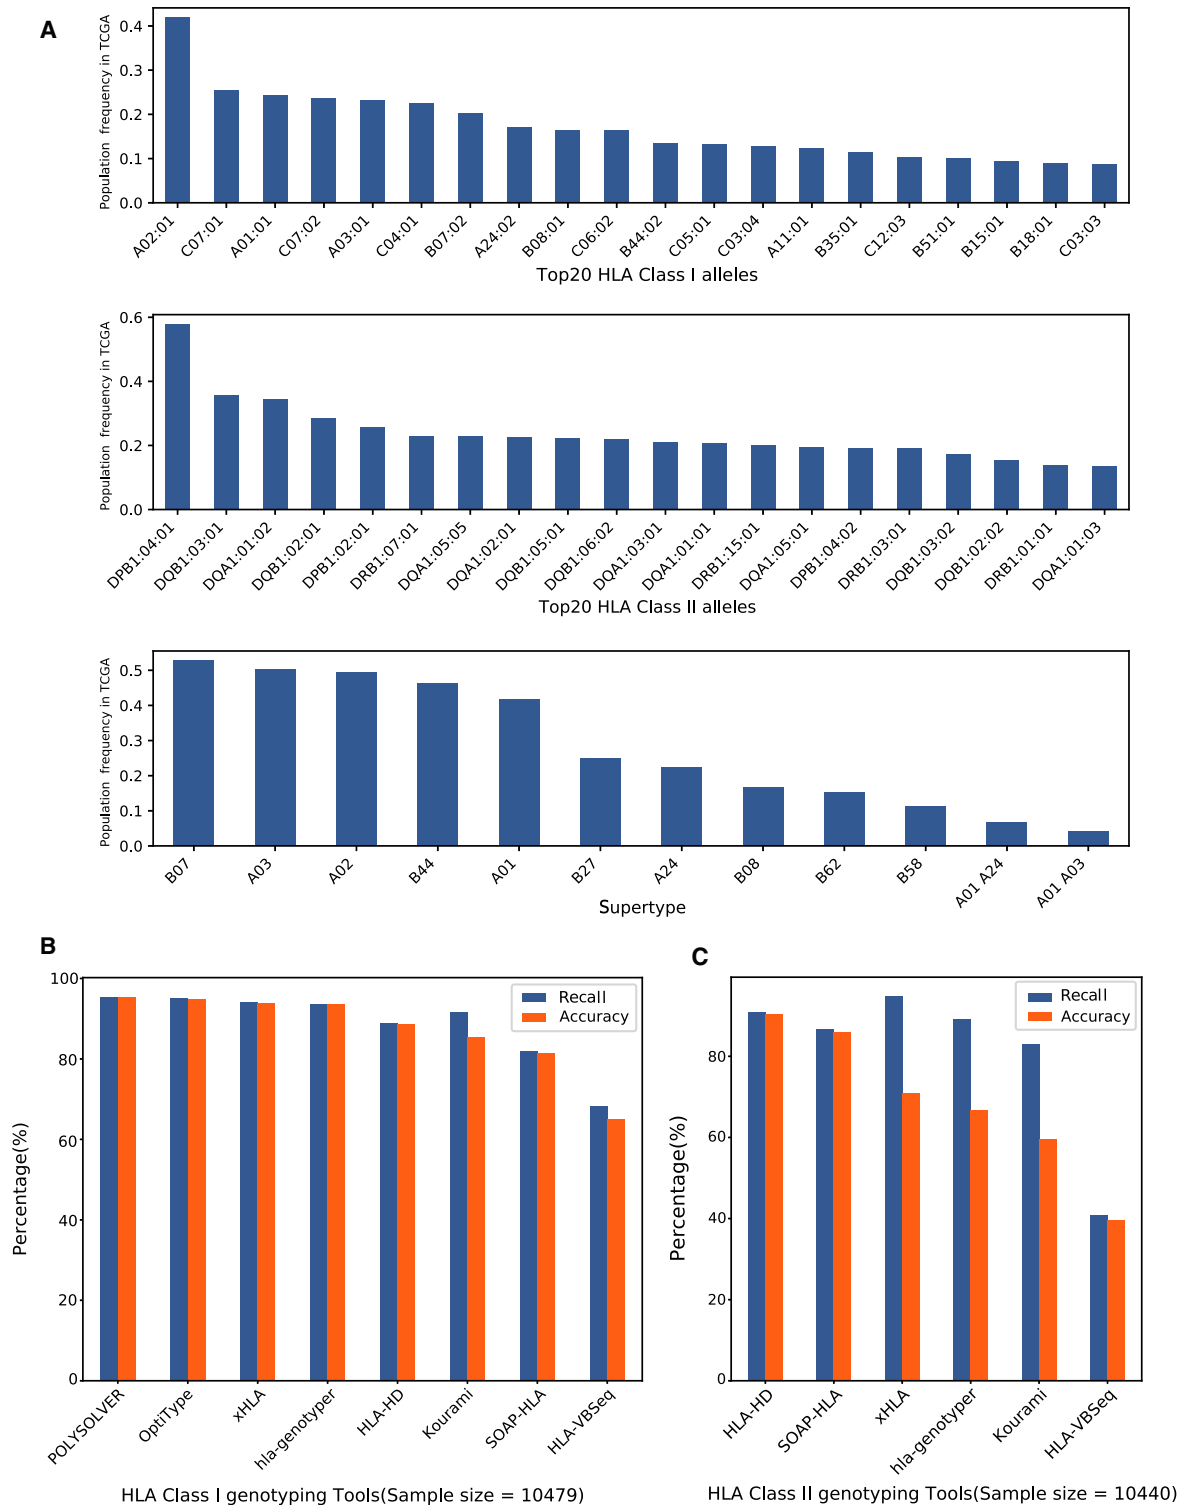 A
Population frequency in TCGA
0.4
0.3
0.2
0.1
0.0
A02:01 C07:01 A01:01 C07:02 A03:01 C04:01 B07:02 A24:02 B08:01 C06:02 B44:02 C05:01 C03:04 A11:01 B35:01 C12:03 B51:01 B15:01 B18:01 C03:03
Top20 HLA Class I alleles
Population frequency in TCGA
0.6
0.4
0.2
0.0
DPB1:04:01 DQB1:03:01 DQA1:01:02 DQB1:02:01 DPB1:02:01 DRB1:07:01 DQA1:05:05 DQA1:02:01 DQB1:05:01 DQB1:06:02 DQA1:03:01 DQA1:01:01 DRB1:15:01 DQA1:05:01 DPB1:04:02 DRB1:03:01 DQB1:03:02 DQB1:02:02 DRB1:01:01 DQA1:01:03
Top20 HLA Class II alleles
Population frequency in TCGA
0.5
0.4
0.3
0.2
0.1
0.0
B07 A03 A02 B44 A01 B27 A24 B08 B62 B58 A01 A24 A01 A03
Supertype
B
Percentage(%)
100
80
60
40
20
0
Recall
Accuracy
POLYSOLVER OptiType xHLA hla-genotyper HLA-HD Kourami SOAP-HLA HLA-VBSeq
HLA Class I genotyping Tools(Sample size = 10479)
C
Percentage(%)
80
60
40
20
0
Recall
Accuracy
HLA-HD SOAP-HLA xHLA hla-genotyper Kourami HLA-VBSeq
HLA Class II genotyping Tools(Sample size = 10440)